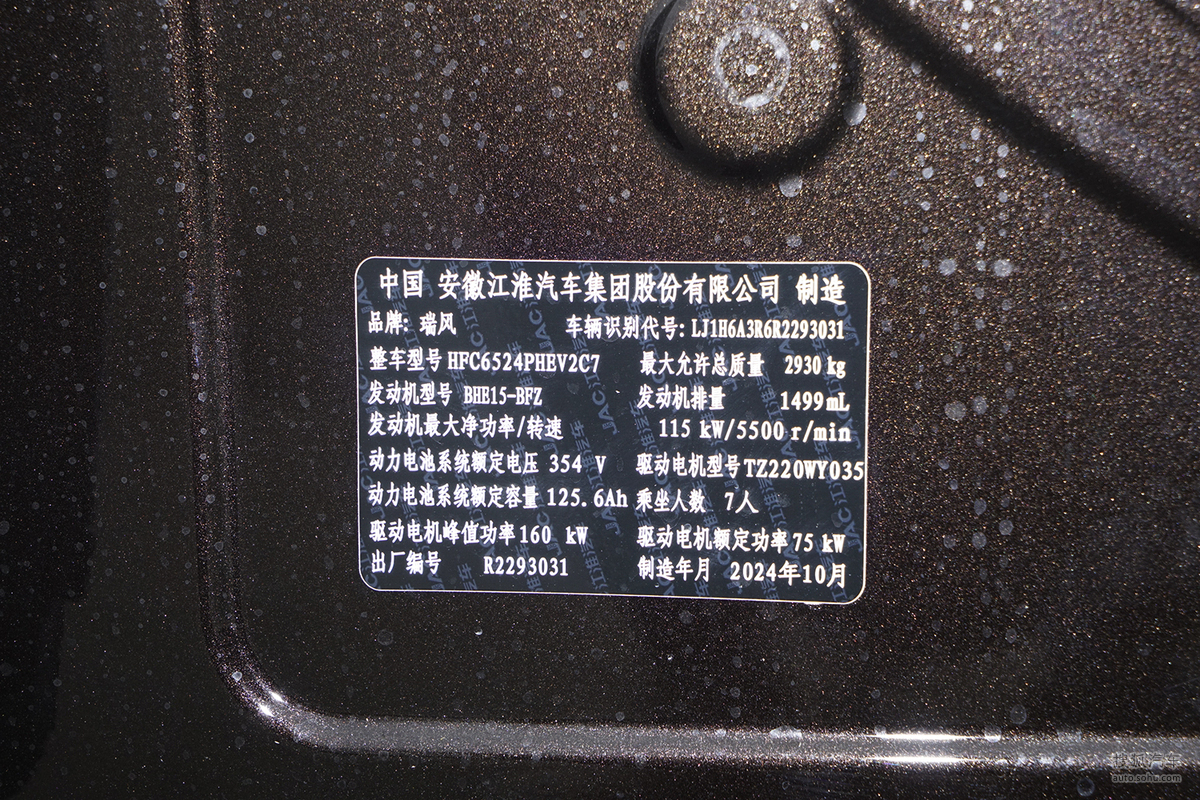 中国 安徽江淮汽车集团股份有限公司 制造
品牌: 瑞风 车辆识别代号: LJ1H6A3R6R2293031
整车型号 HFC6524PHEV2C7 最大允许总质量 2930 kg
发动机型号 BHE15-BFZ 发动机排量 1499 mL
发动机最大净功率/转速 115 kW/5500 r/min
动力电池系统额定电压 354 V 驱动电机型号 TZ220WY035
动力电池系统额定容量 125.6Ah 乘坐人数 7人
驱动电机峰值功率 160 kW 驱动电机额定功率 75 kW
出厂编号 R2293031 制造年月 2024年10月
搜狐汽车
auto.sohu.com